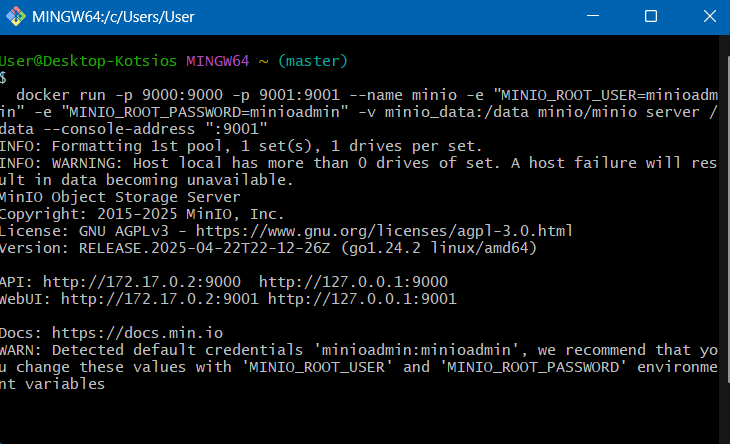 MINGW64:/c/Users/User
User@Desktop-Kotsios MINGW64 ~ (master)
$
docker run -p 9000:9000 -p 9001:9001 --name minio -e "MINIO_ROOT_USER=minioadm
in" -e "MINIO_ROOT_PASSWORD=minioadmin" -v minio_data:/data minio/minio server /
data --console-address ":9001"
INFO: Formatting 1st pool, 1 set(s), 1 drives per set.
INFO: WARNING: Host local has more than 0 drives of set. A host failure will res
ult in data becoming unavailable.
MinIO Object Storage Server
Copyright: 2015-2025 MinIO, Inc.
License: GNU AGPLv3 - https://www.gnu.org/licenses/agpl-3.0.html
Version: RELEASE.2025-04-22T22-12-26Z (go1.24.2 linux/amd64)
API: http://172.17.0.2:9000  http://127.0.0.1:9000
WebUI: http://172.17.0.2:9001 http://127.0.0.1:9001
Docs: https://docs.min.io
WARN: Detected default credentials 'minioadmin:minioadmin', we recommend that yo
u change these values with 'MINIO_ROOT_USER' and 'MINIO_ROOT_PASSWORD' environme
nt variables